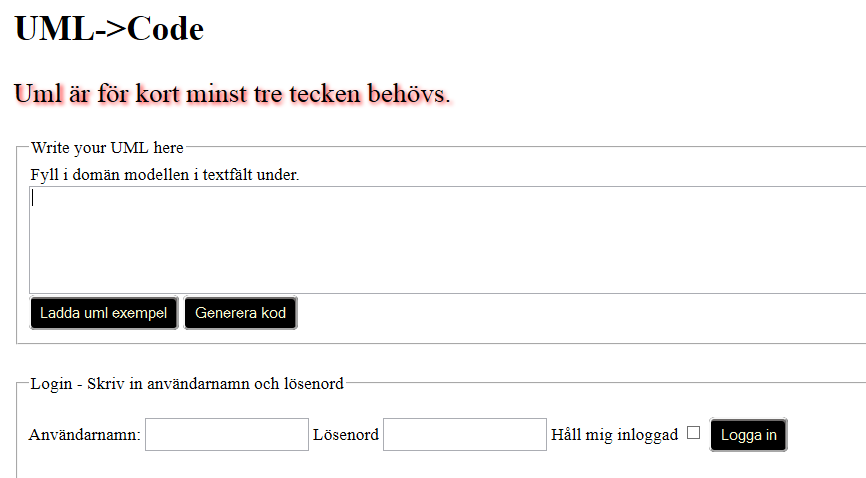 UML->Code
Uml är för kort minst tre tecken behövs.
Write your UML here
Fyll i domän modellen i textfält under.
Ladda uml exempel Generera kod
Login - Skriv in användarnamn och lösenord
Användarnamn: Lösenord Håll mig inloggad Logga in